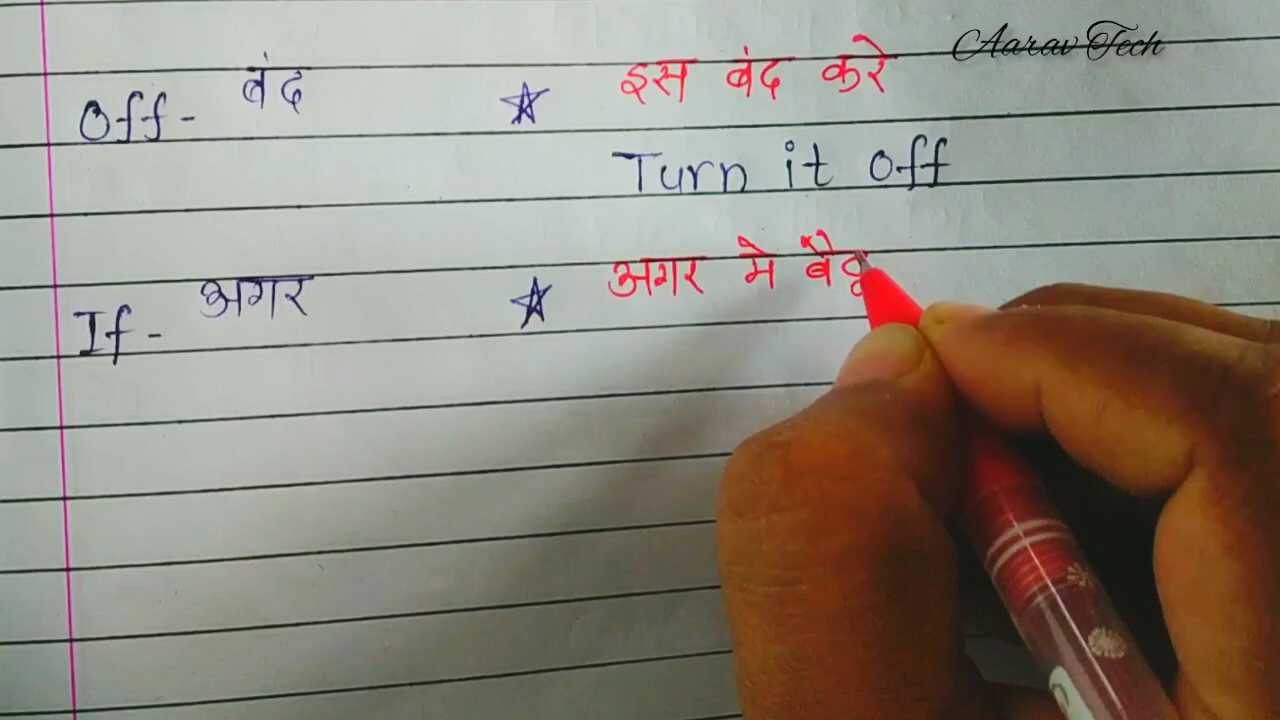 Aarav Tech
Off - बंद ☆ इस बंद करे
Turn it off
If - अगर ☆ अगर मे